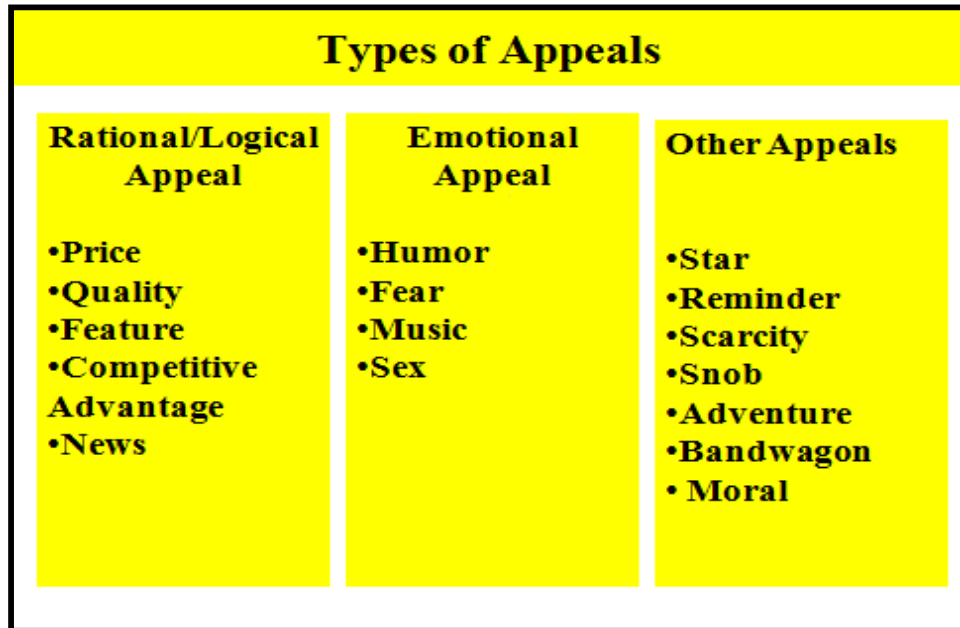 Types of Appeals
Rational/Logical
Appeal
•Price
•Quality
•Feature
•Competitive
Advantage
•News
Emotional
Appeal
•Humor
•Fear
•Music
•Sex
Other Appeals
•Star
•Reminder
•Scarcity
•Snob
•Adventure
•Bandwagon
• Moral